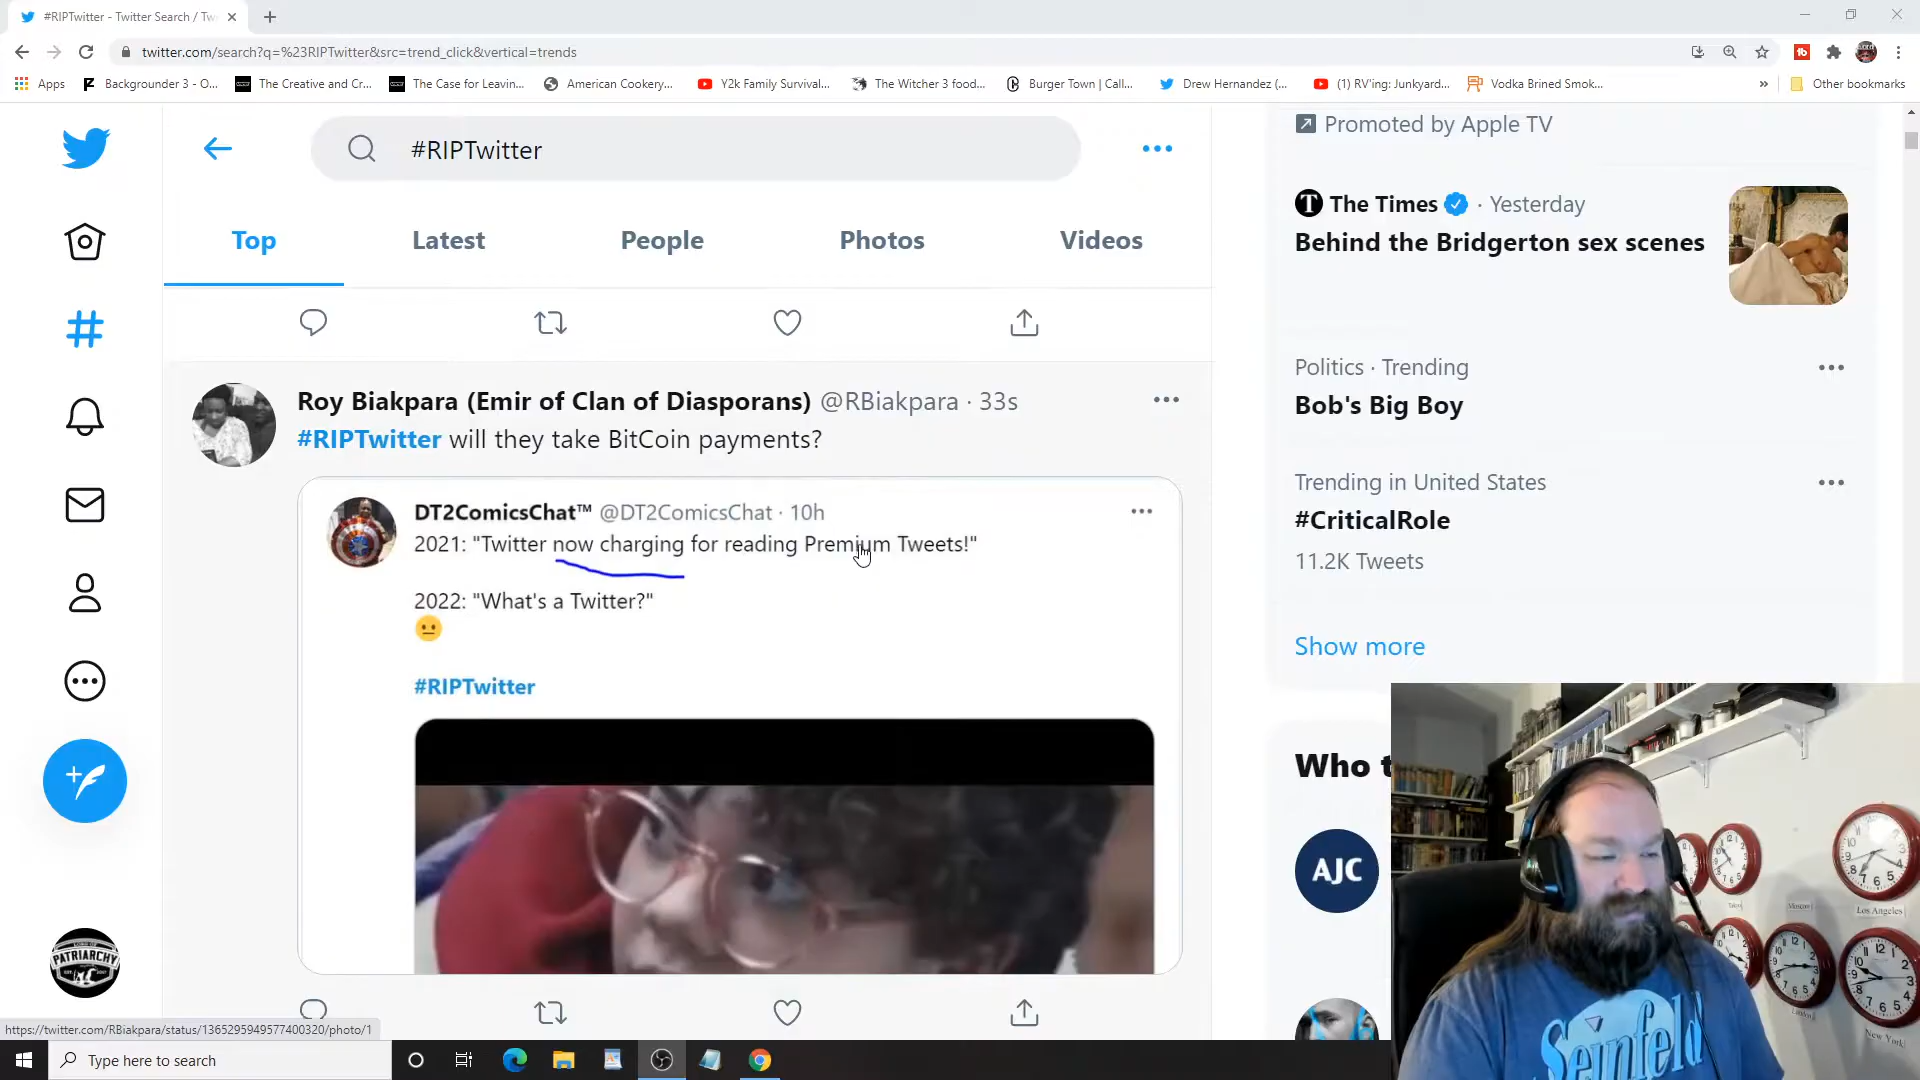 #RIPTwitter - Twitter Search / Tw
twitter.com/search?q=%23RIPTwitter&src=trend_click&vertical=trends
Apps
Backgrounder 3 - O...
The Creative and Cr...
The Case for Leavin...
American Cookery...
Y2k Family Survival...
The Witcher 3 food...
Burger Town | Call...
Drew Hernandez (...
(1) RV'ing: Junkyard...
Vodka Brined Smok...
»
Other bookmarks
#RIPTwitter
Top
Latest
People
Photos
Videos
Roy Biakpara (Emir of Clan of Diasporans) @RBiakpara · 33s
#RIPTwitter will they take BitCoin payments?
DT2ComicsChat™ @DT2ComicsChat · 10h
2021: "Twitter now charging for reading Premium Tweets!"
2022: "What's a Twitter?"
😐
#RIPTwitter
Promoted by Apple TV
The Times · Yesterday
Behind the Bridgerton sex scenes
Politics · Trending
Bob's Big Boy
Trending in United States
#CriticalRole
11.2K Tweets
Show more
Who t
AJC
PATRIARCHY
https://twitter.com/RBiakpara/status/1365295949577400320/photo/1
Type here to search
Moscow
Los Angeles
London
New York
Seinfeld